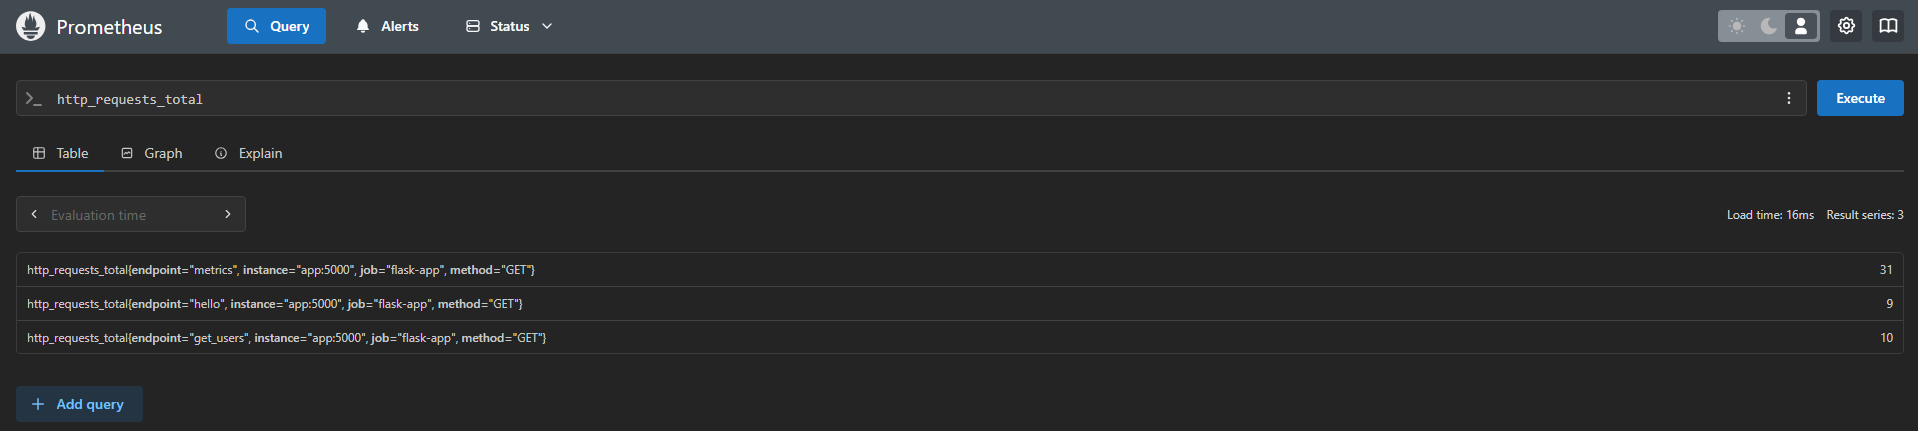 Prometheus Query Alerts Status
http_requests_total Execute
Table Graph Explain
Evaluation time Load time: 16ms Result series: 3
http_requests_total{endpoint="metrics", instance="app:5000", job="flask-app", method="GET"} 31
http_requests_total{endpoint="hello", instance="app:5000", job="flask-app", method="GET"} 9
http_requests_total{endpoint="get_users", instance="app:5000", job="flask-app", method="GET"} 10
Add query